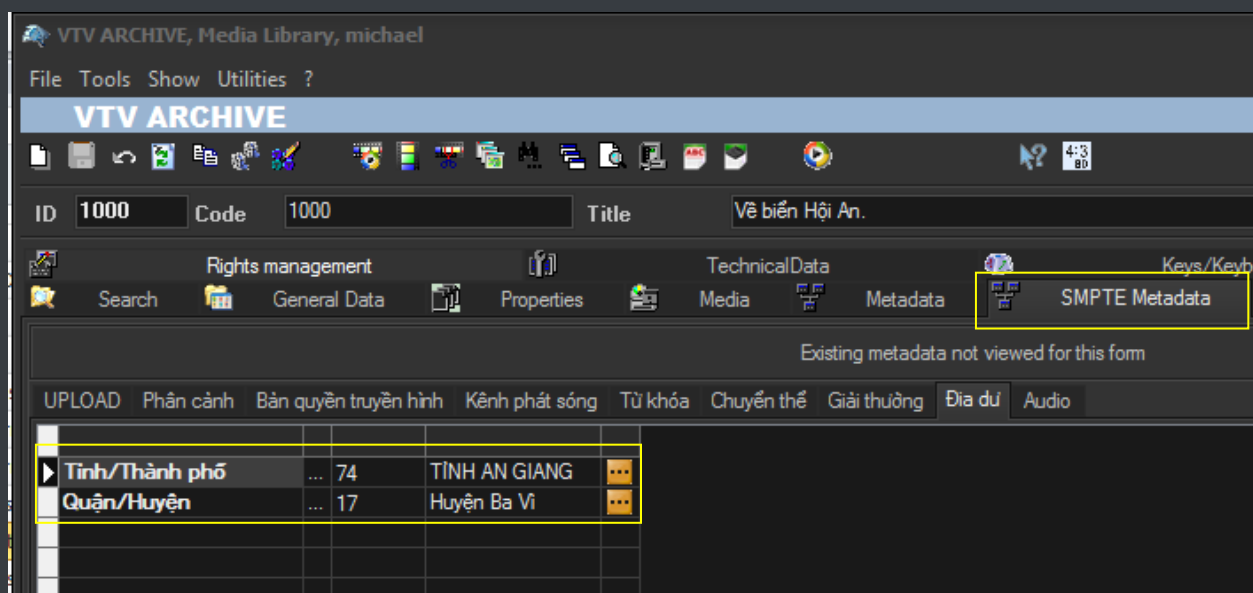 VTV ARCHIVE, Media Library, michael
File Tools Show Utilities ?
VTV ARCHIVE
ABC 4:3
ID 1000 Code 1000 Title Về biển Hội An.
Rights management TechnicalData Keys/Keyb
Search General Data Properties Media Metadata SMPTE Metadata
Existing metadata not viewed for this form
UPLOAD Phân cảnh Bản quyền truyền hình Kênh phát sóng Từ khóa Chuyển thể Giải thưởng Địa dư Audio
Tỉnh/Thành phố ... 74 TỈNH AN GIANG ...
Quận/Huyện ... 17 Huyện Ba Vì ...